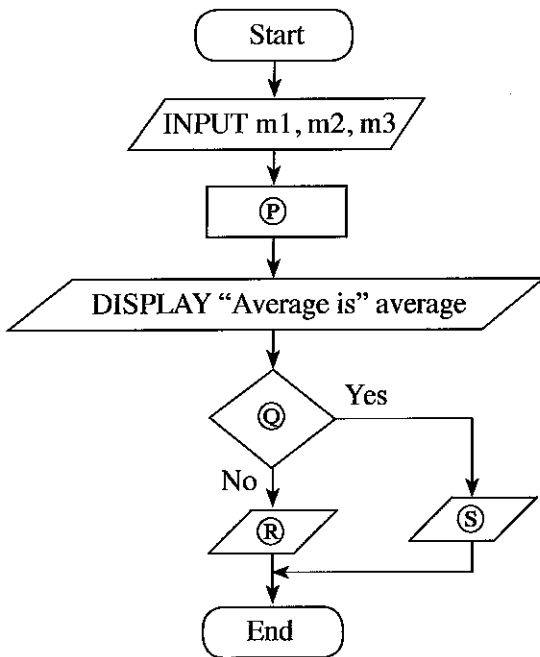 Start
INPUT m1, m2, m3
Ⓟ
DISPLAY “Average is” average
Ⓠ
Yes
No
Ⓡ
Ⓢ
End